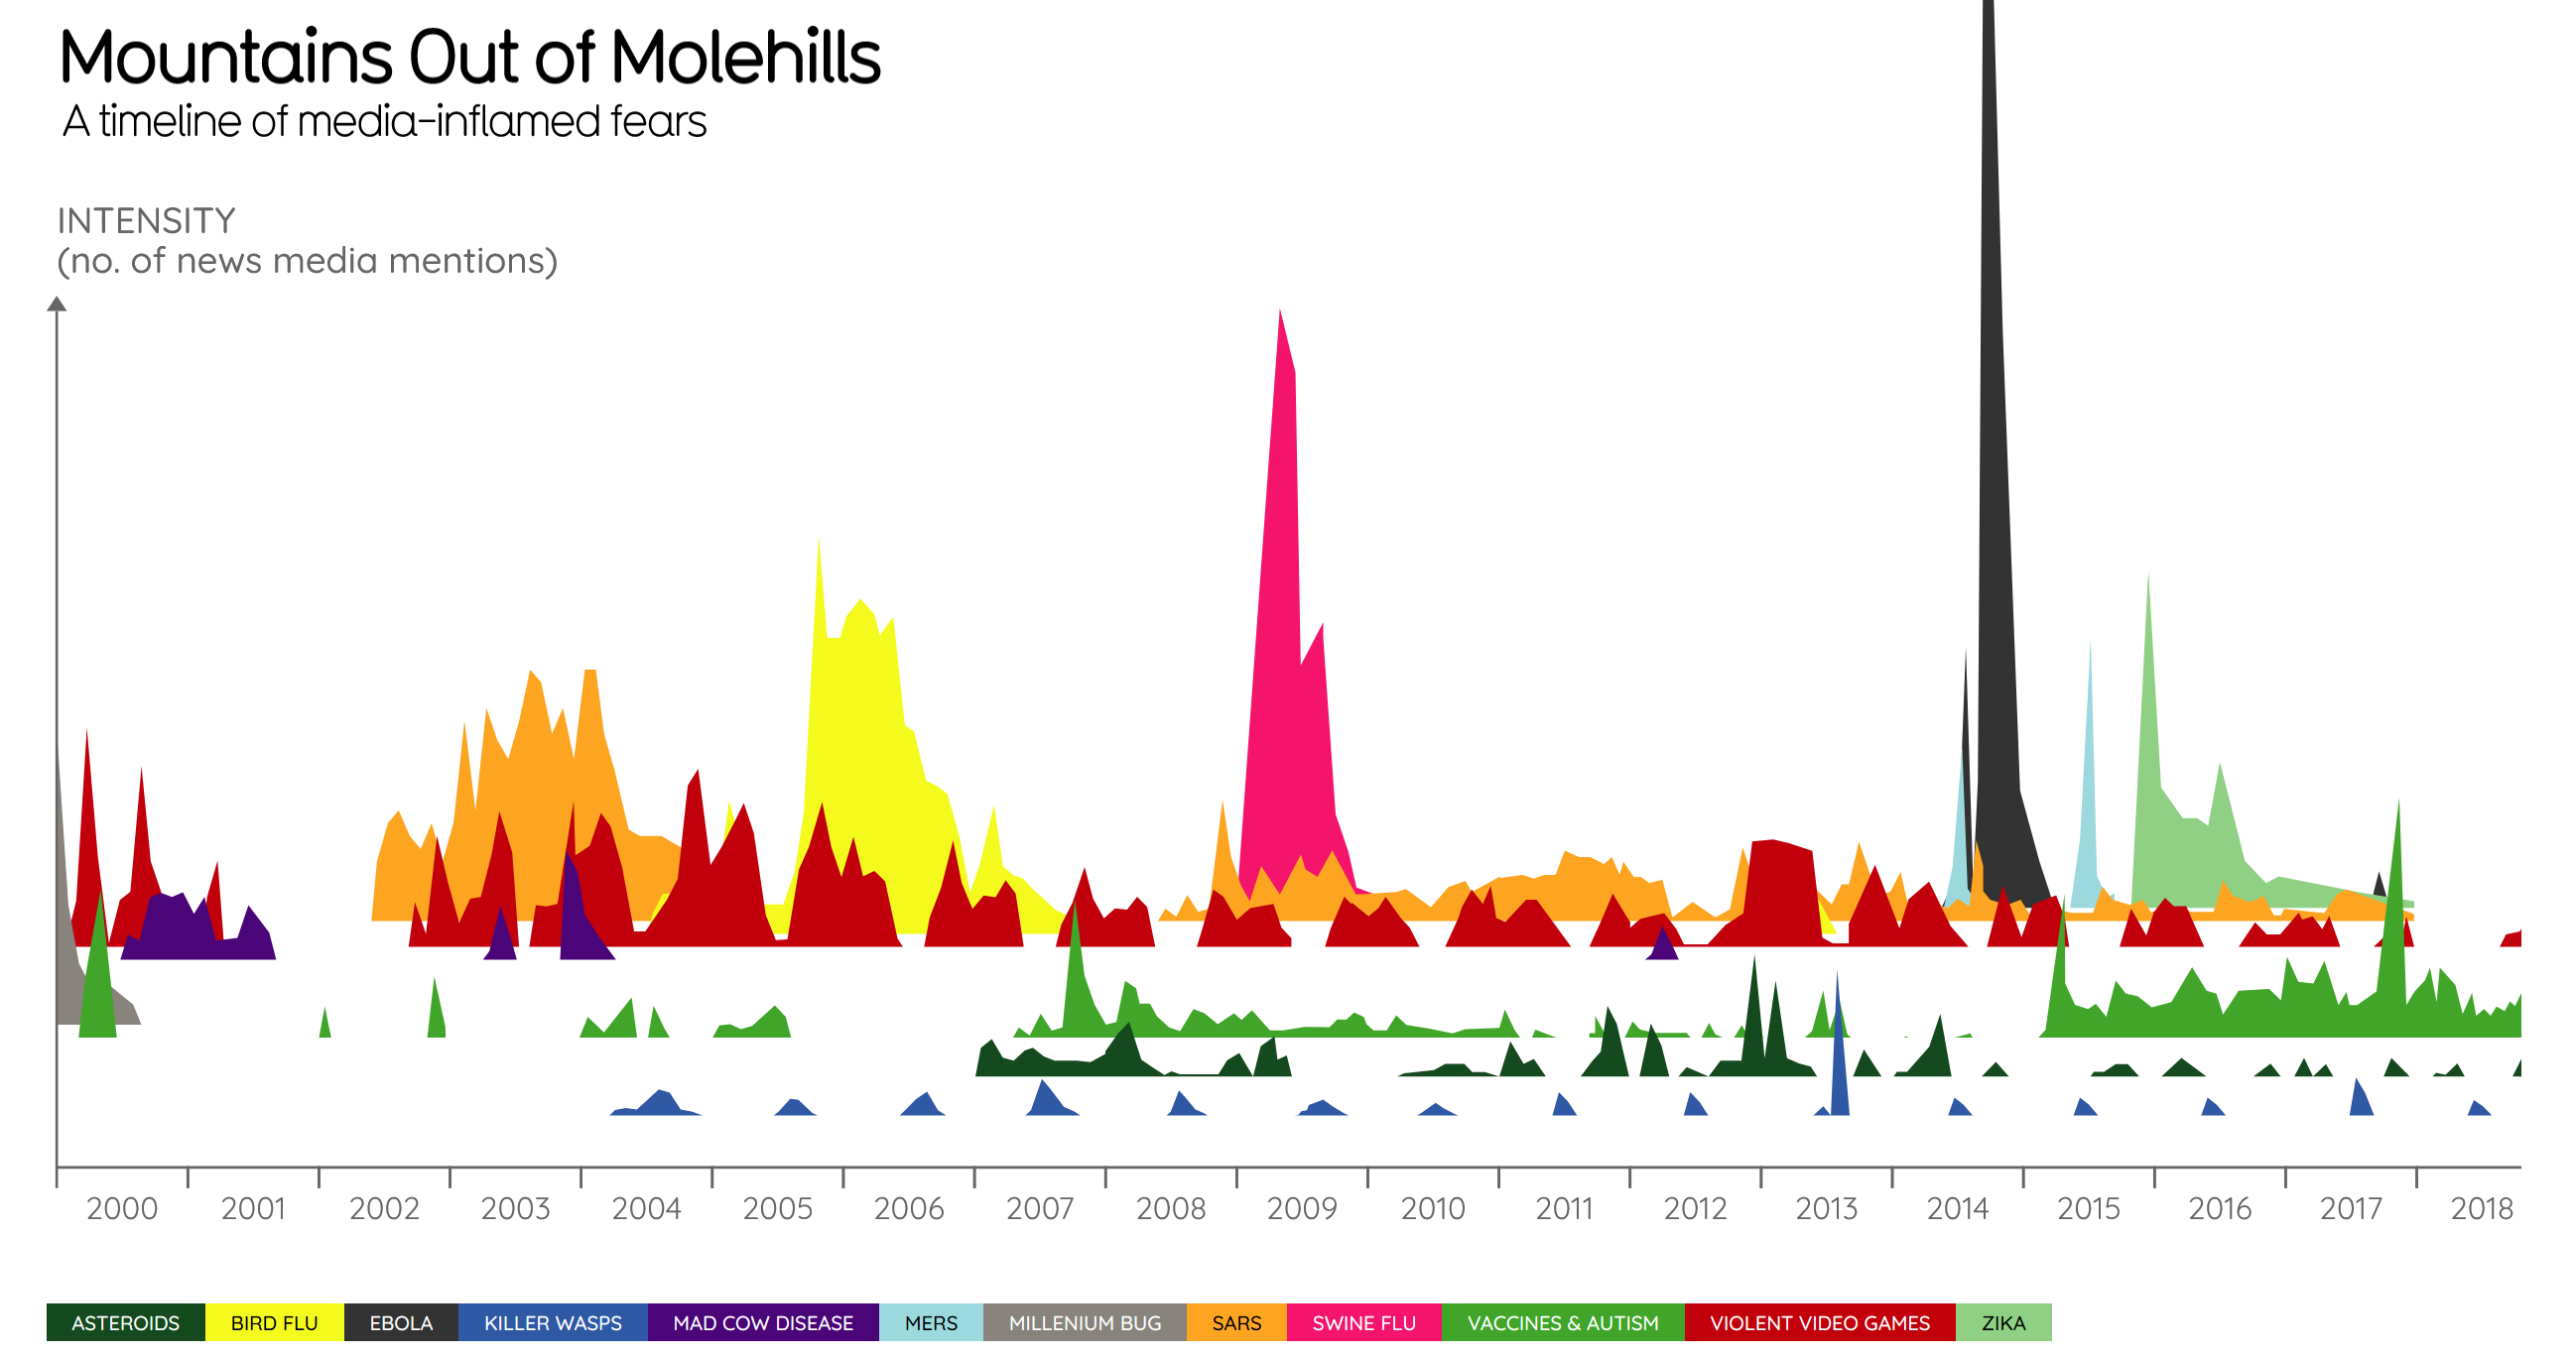 Mountains Out of Molehills
A timeline of media-inflamed fears
INTENSITY
(no. of news media mentions)
2000 2001 2002 2003 2004 2005 2006 2007 2008 2009 2010 2011 2012 2013 2014 2015 2016 2017 2018
ASTEROIDS BIRD FLU EBOLA KILLER WASPS MAD COW DISEASE MERS MILLENIUM BUG SARS SWINE FLU VACCINES & AUTISM VIOLENT VIDEO GAMES ZIKA